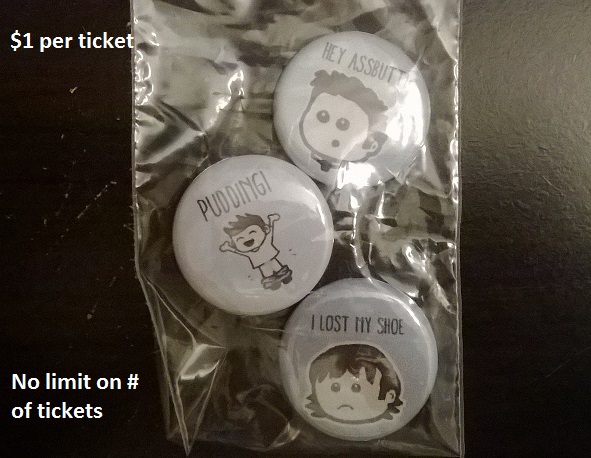 $1 per ticket
HEY ASSBUTT!
PUDDING!
I LOST MY SHOE
No limit on #
of tickets